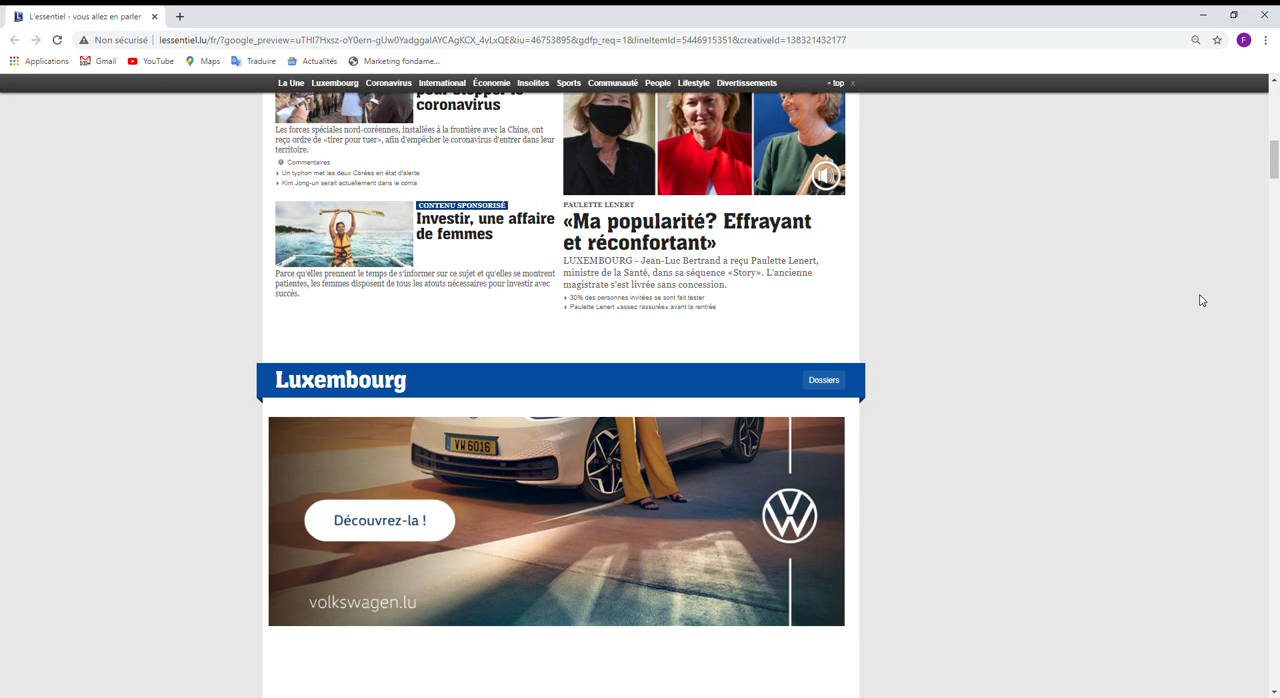 L'essentiel - vous allez en parler
Non sécurisé
lessentiel.lu/fr/?google_preview=uTHI7Hxsz-oY0ern-gUw0YadggaIAYCAgKCX_4vLxQE&iu=46753895&gdfp_req=1&lineItemId=5446915351&creativeId=138321432177
F
Applications Gmail YouTube Maps Traduire Actualités Marketing fondame...
La Une Luxembourg Coronavirus International Économie Insolites Sports Communauté People Lifestyle Divertissements top x
pour stopper le
coronavirus
Les forces spéciales nord-coréennes, installées à la frontière avec la Chine, ont
reçu ordre de «tirer pour tuer», afin d'empêcher le coronavirus d'entrer dans leur
territoire.
Commentaires
Un typhon met les deux Corées en état d'alerte
Kim Jong-un serait actuellement dans le coma
CONTENU SPONSORISÉ
Investir, une affaire
de femmes
Parce qu'elles prennent le temps de s'informer sur ce sujet et qu'elles se montrent
patientes, les femmes disposent de tous les atouts nécessaires pour investir avec
succès.
PAULETTE LENERT
«Ma popularité? Effrayant
et réconfortant»
LUXEMBOURG - Jean-Luc Bertrand a reçu Paulette Lenert,
ministre de la Santé, dans sa séquence «Story». L'ancienne
magistrate s'est livrée sans concession.
30% des personnes invitées se sont fait tester
Paulette Lenert «assez rassurée» avant la rentrée
Luxembourg
Dossiers
VW 6016
Découvrez-la !
volkswagen.lu